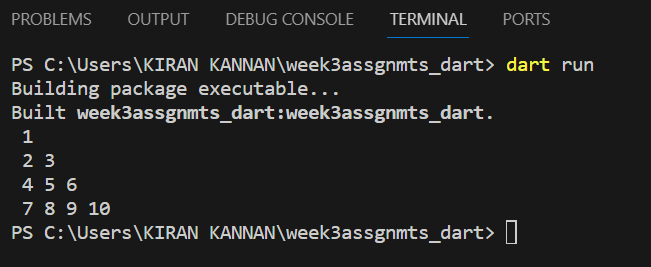 PROBLEMS OUTPUT DEBUG CONSOLE TERMINAL PORTS
PS C:\Users\KIRAN KANNAN\week3assgnmts_dart> dart run
Building package executable...
Built week3assgnmts_dart:week3assgnmts_dart.
1
2 3
4 5 6
7 8 9 10
PS C:\Users\KIRAN KANNAN\week3assgnmts_dart>